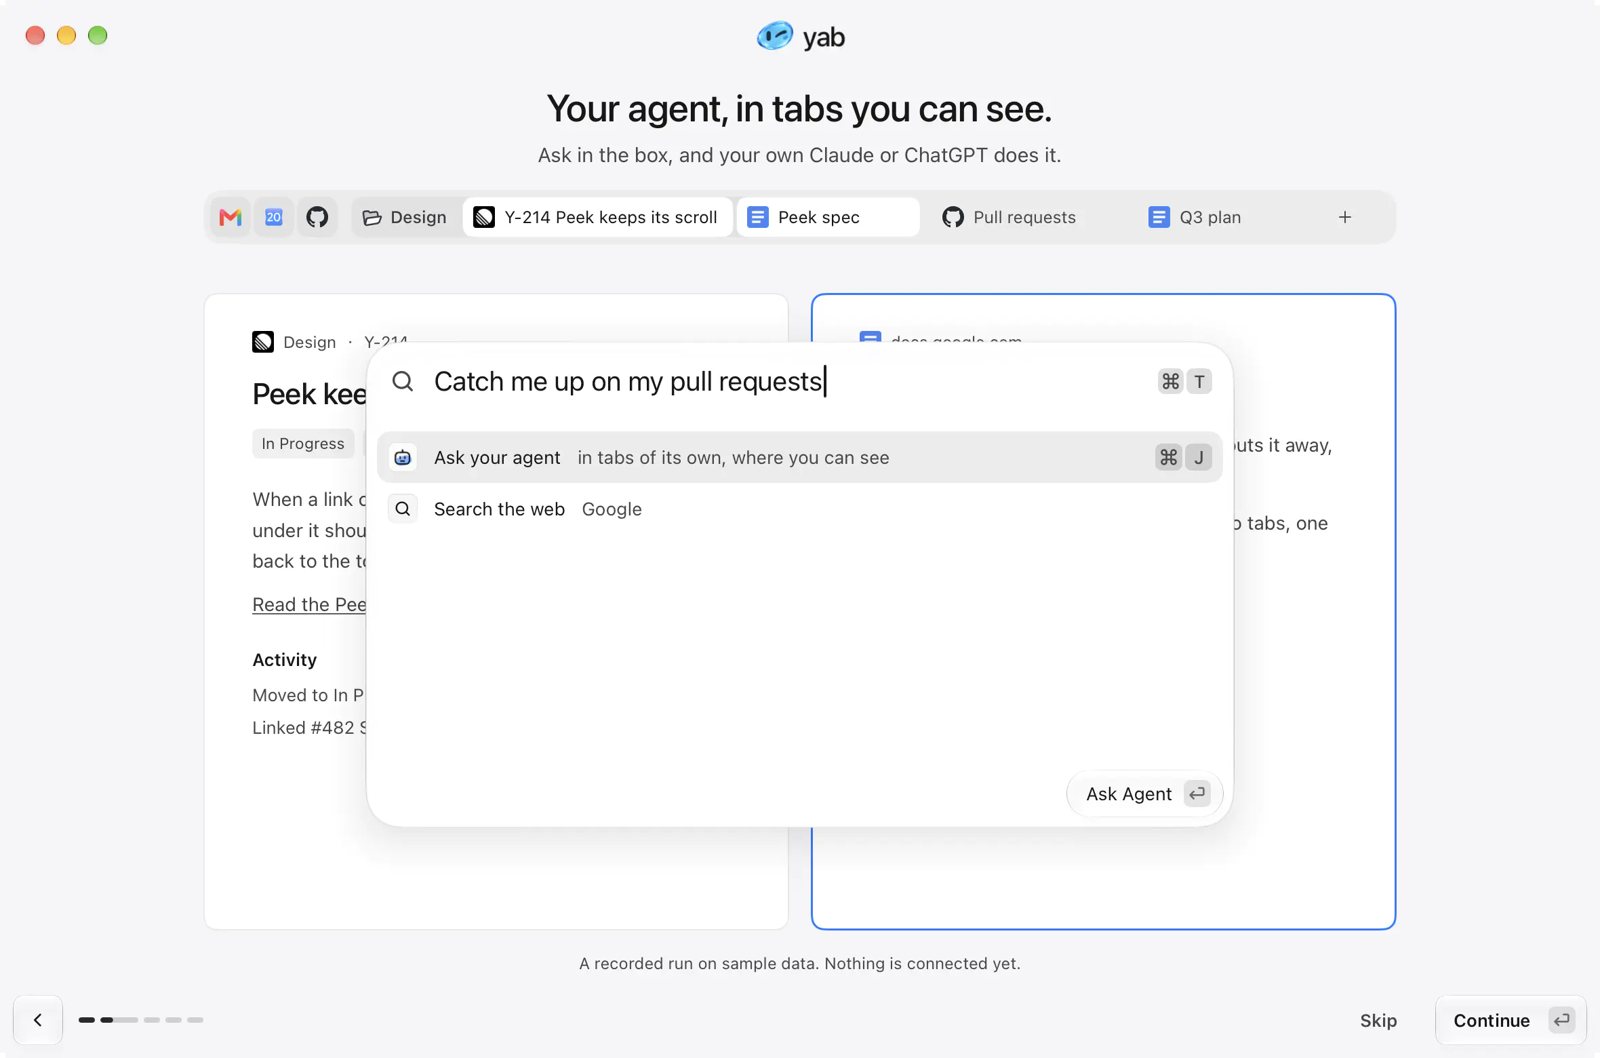 yab
Your agent, in tabs you can see.
Ask in the box, and your own Claude or ChatGPT does it.
20 Design Y-214 Peek keeps its scroll Peek spec Pull requests Q3 plan +
Design · Y-214
docs.google.com
Catch me up on my pull requests ⌘ T
Peek kee
In Progress
Ask your agent in tabs of its own, where you can see ⌘ J
uts it away,
When a link
Search the web Google
under it shou
tabs, one
back to the
Read the Pee
Activity
Moved to In P
Linked #482
Ask Agent
A recorded run on sample data. Nothing is connected yet.
Skip
Continue